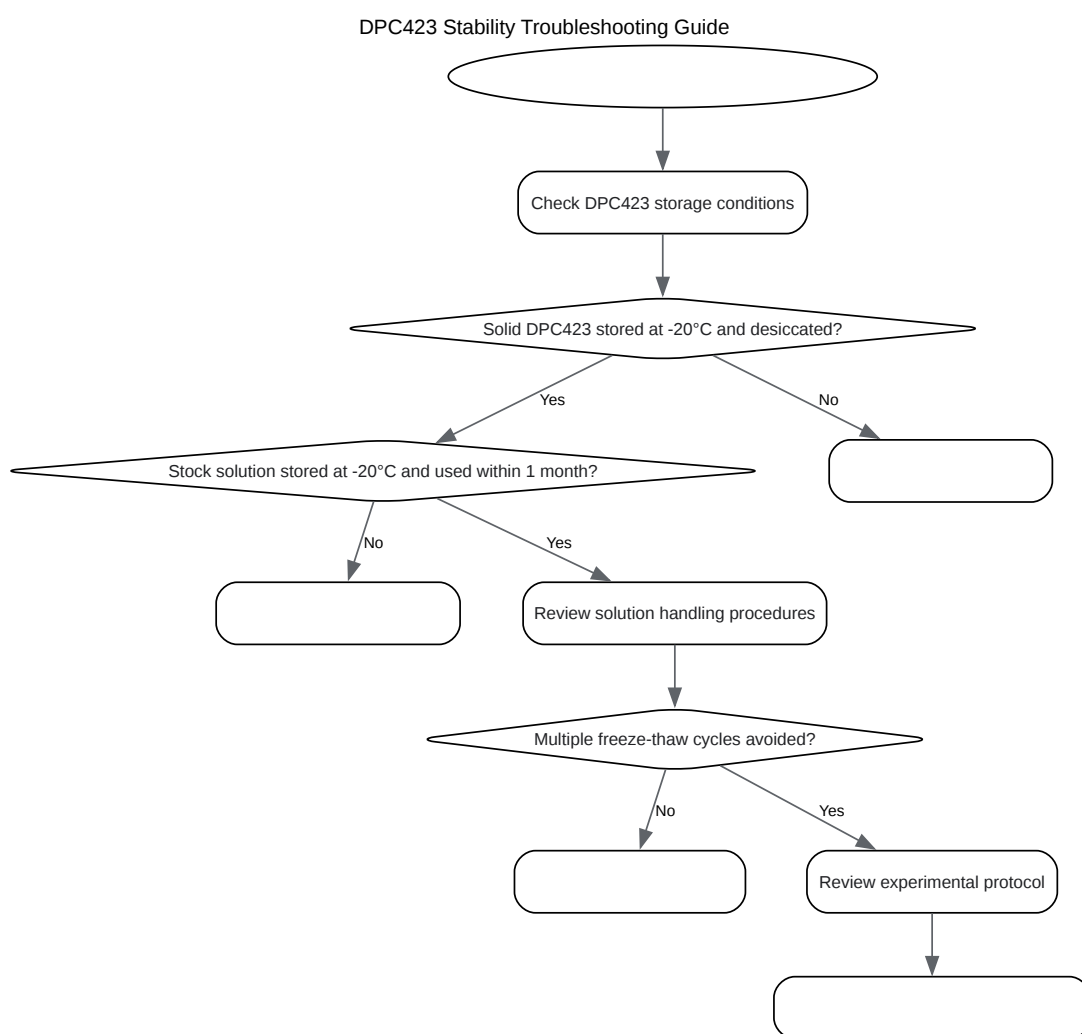 DPC423 Stability Troubleshooting Guide
Check DPC423 storage conditions
Solid DPC423 stored at -20°C and desiccated?
Yes
No
Stock solution stored at -20°C and used within 1 month?
No
Yes
Review solution handling procedures
Multiple freeze-thaw cycles avoided?
No
Yes
Review experimental protocol